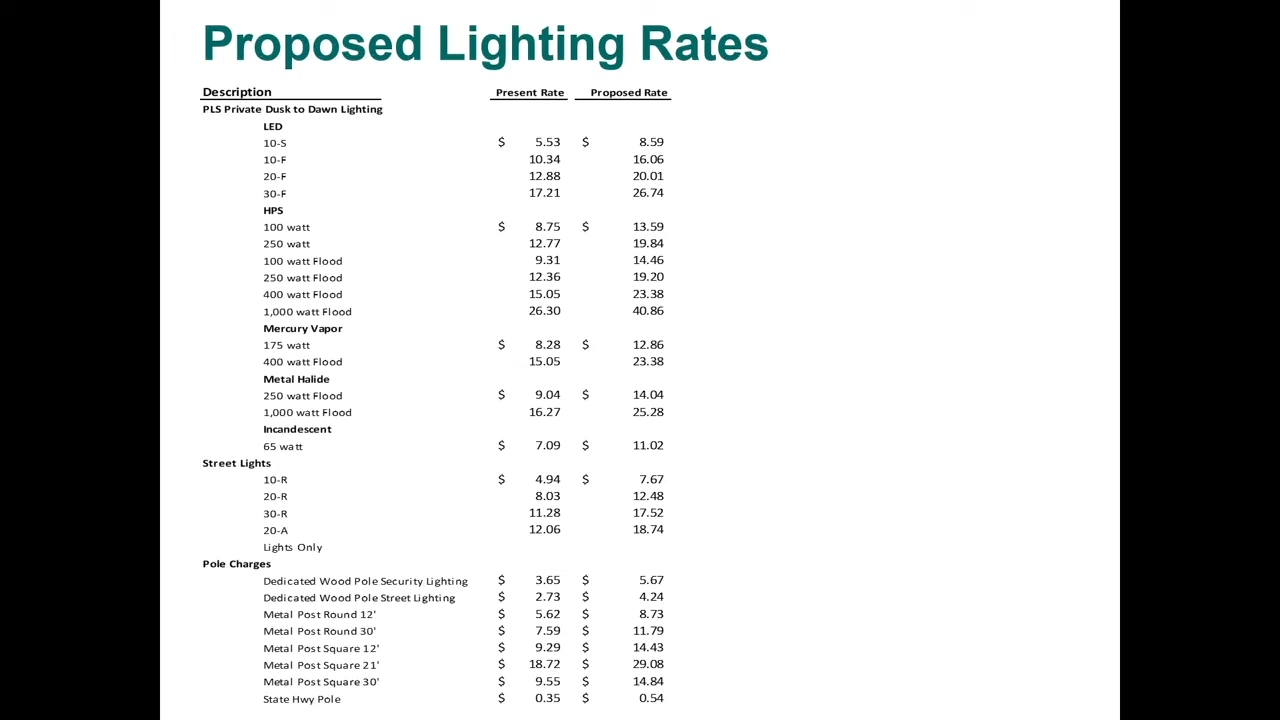 Proposed Lighting Rates
Description Present Rate Proposed Rate
PLS Private Dusk to Dawn Lighting
LED
10-S $ 5.53 $ 8.59
10-F 10.34 16.06
20-F 12.88 20.01
30-F 17.21 26.74
HPS
100 watt $ 8.75 $ 13.59
250 watt 12.77 19.84
100 watt Flood 9.31 14.46
250 watt Flood 12.36 19.20
400 watt Flood 15.05 23.38
1,000 watt Flood 26.30 40.86
Mercury Vapor
175 watt $ 8.28 $ 12.86
400 watt Flood 15.05 23.38
Metal Halide
250 watt Flood $ 9.04 $ 14.04
1,000 watt Flood 16.27 25.28
Incandescent
65 watt $ 7.09 $ 11.02
Street Lights
10-R $ 4.94 $ 7.67
20-R 8.03 12.48
30-R 11.28 17.52
20-A 12.06 18.74
Lights Only
Pole Charges
Dedicated Wood Pole Security Lighting $ 3.65 $ 5.67
Dedicated Wood Pole Street Lighting $ 2.73 $ 4.24
Metal Post Round 12' $ 5.62 $ 8.73
Metal Post Round 30' $ 7.59 $ 11.79
Metal Post Square 12' $ 9.29 $ 14.43
Metal Post Square 21' $ 18.72 $ 29.08
Metal Post Square 30' $ 9.55 $ 14.84
State Hwy Pole $ 0.35 $ 0.54